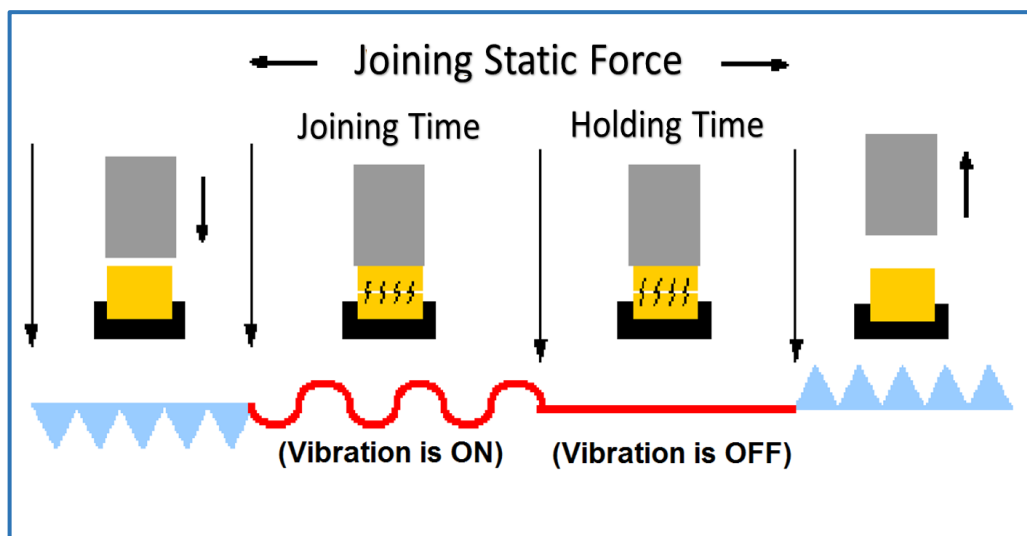 Joining Static Force
Joining Time
Holding Time
(Vibration is ON)
(Vibration is OFF)